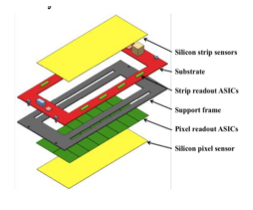 Silicon strip sensors
Substrate
Strip readout ASICs
Support frame
Pixel readout ASICs
Silicon pixel sensor